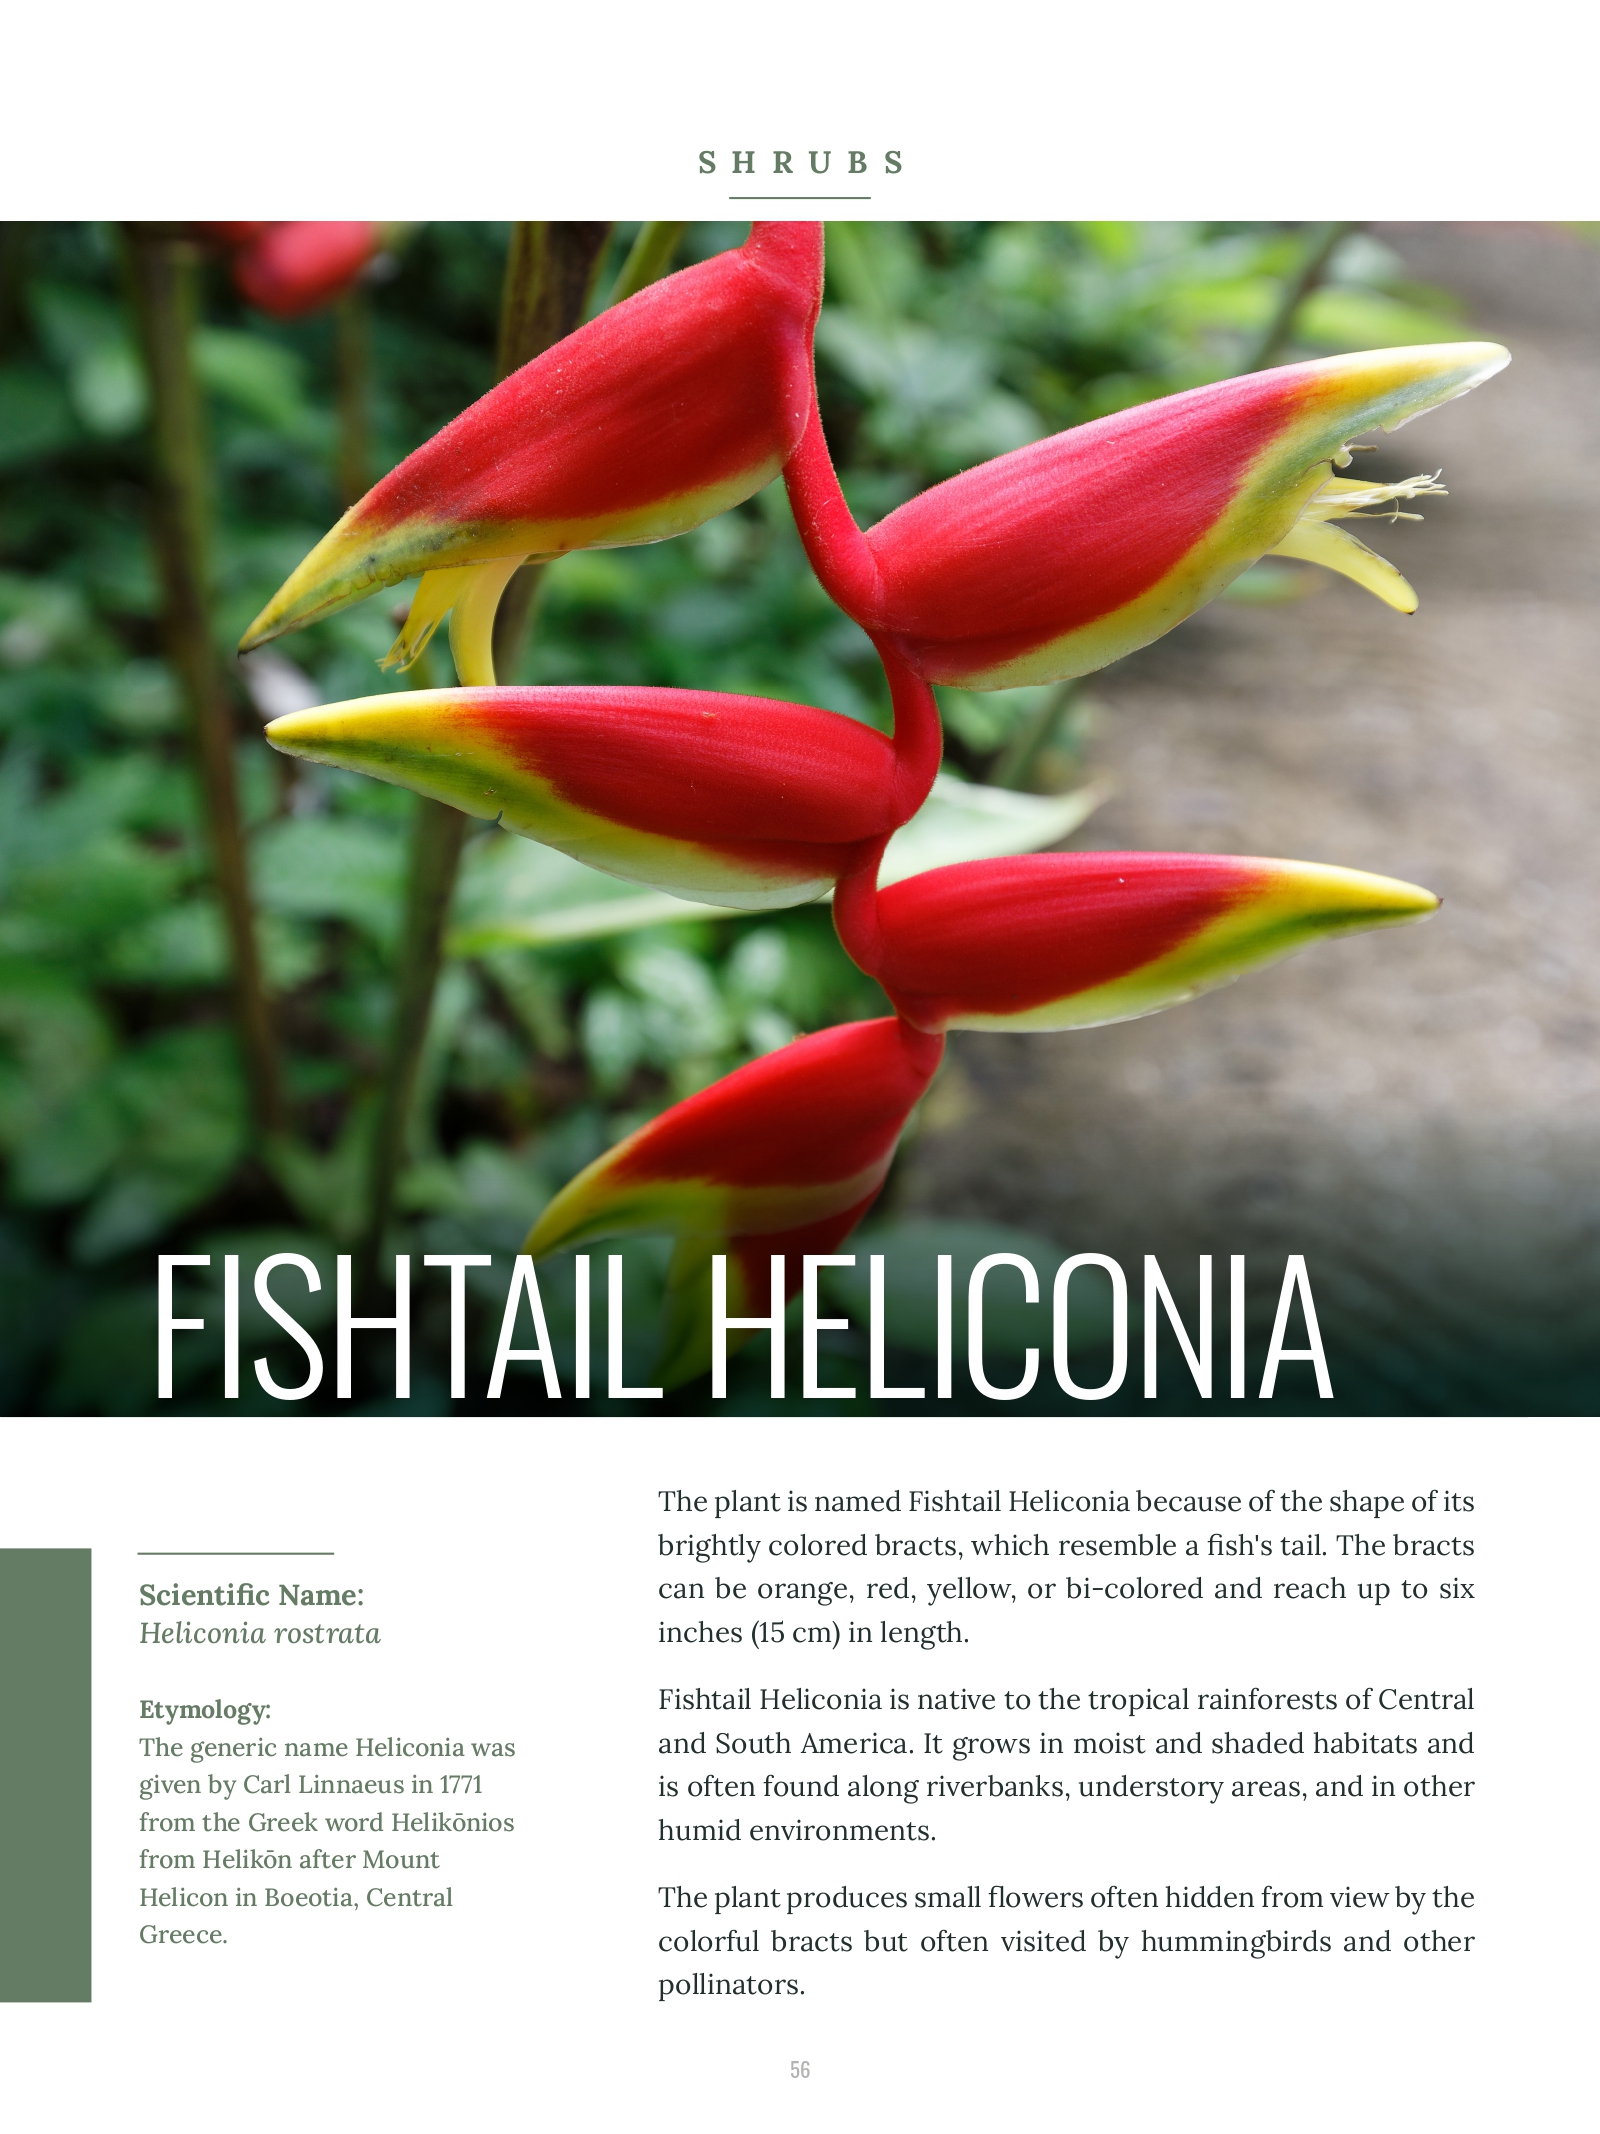 SHRUBS
FISHTAIL HELICONIA
Scientific Name:
Heliconia rostrata
Etymology:
The generic name Heliconia was
given by Carl Linnaeus in 1771
from the Greek word Helikōnios
from Helikōn after Mount
Helicon in Boeotia, Central
Greece.
The plant is named Fishtail Heliconia because of the shape of its
brightly colored bracts, which resemble a fish's tail. The bracts
can be orange, red, yellow, or bi-colored and reach up to six
inches (15 cm) in length.
Fishtail Heliconia is native to the tropical rainforests of Central
and South America. It grows in moist and shaded habitats and
is often found along riverbanks, understory areas, and in other
humid environments.
The plant produces small flowers often hidden from view by the
colorful bracts but often visited by hummingbirds and other
pollinators.
56